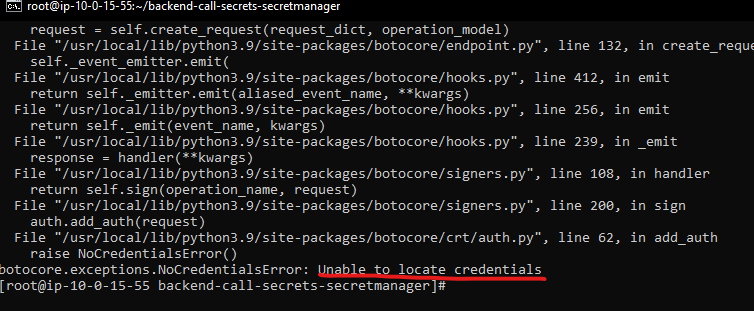 root@ip-10-0-15-55:~/backend-call-secrets-secretmanager
request = self.create_request(request_dict, operation_model)
File "/usr/local/lib/python3.9/site-packages/botocore/endpoint.py", line 132, in create_reque
self._event_emitter.emit(
File "/usr/local/lib/python3.9/site-packages/botocore/hooks.py", line 412, in emit
return self._emitter.emit(aliased_event_name, **kwargs)
File "/usr/local/lib/python3.9/site-packages/botocore/hooks.py", line 256, in emit
return self._emit(event_name, kwargs)
File "/usr/local/lib/python3.9/site-packages/botocore/hooks.py", line 239, in _emit
response = handler(**kwargs)
File "/usr/local/lib/python3.9/site-packages/botocore/signers.py", line 108, in handler
return self.sign(operation_name, request)
File "/usr/local/lib/python3.9/site-packages/botocore/signers.py", line 200, in sign
auth.add_auth(request)
File "/usr/local/lib/python3.9/site-packages/botocore/crt/auth.py", line 62, in add_auth
raise NoCredentialsError()
botocore.exceptions.NoCredentialsError: Unable to locate credentials
[root@ip-10-0-15-55 backend-call-secrets-secretmanager]#